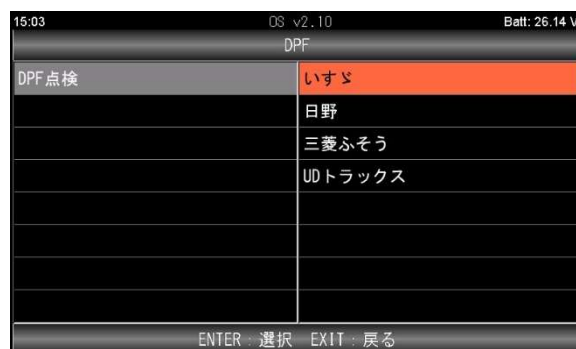 15:03 OS v2.10 Batt: 26.14 V
DPF
DPF点検 いすゞ
日野
三菱ふそう
UDトラックス
ENTER：選択 EXIT：戻る